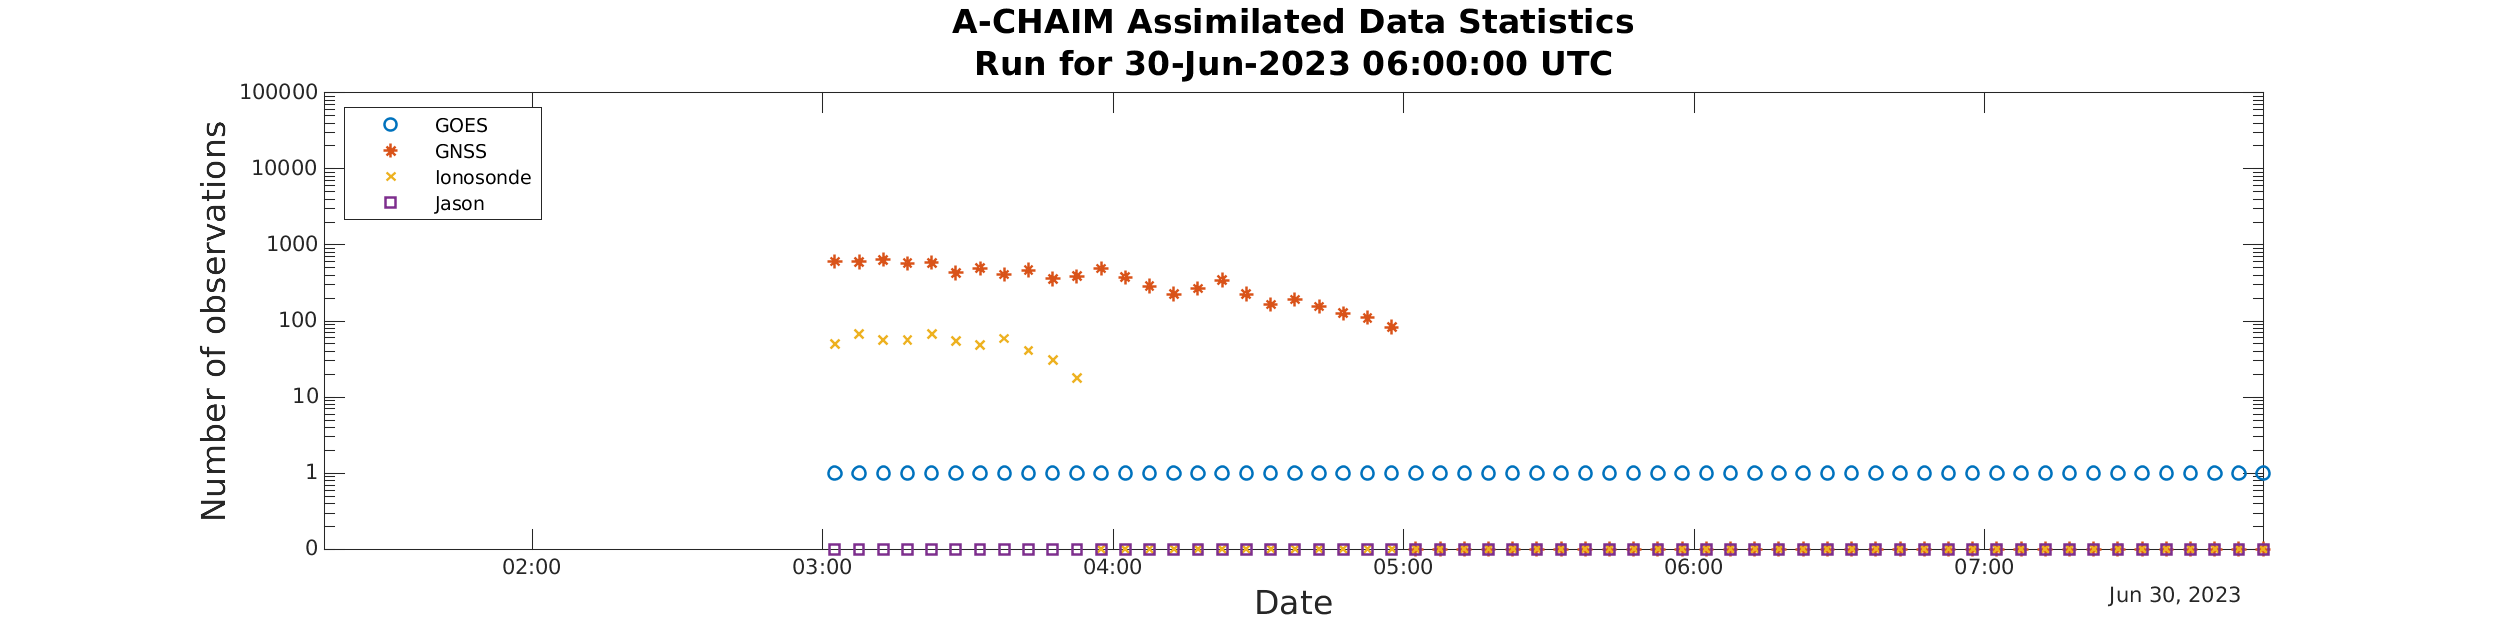 A-CHAIM Assimilated Data Statistics
Run for 30-Jun-2023 06:00:00 UTC
Number of observations
100000
10000
1000
100
10
1
0
GOES
GNSS
Ionosonde
Jason
02:00 03:00 04:00 05:00 06:00 07:00
Date
Jun 30, 2023